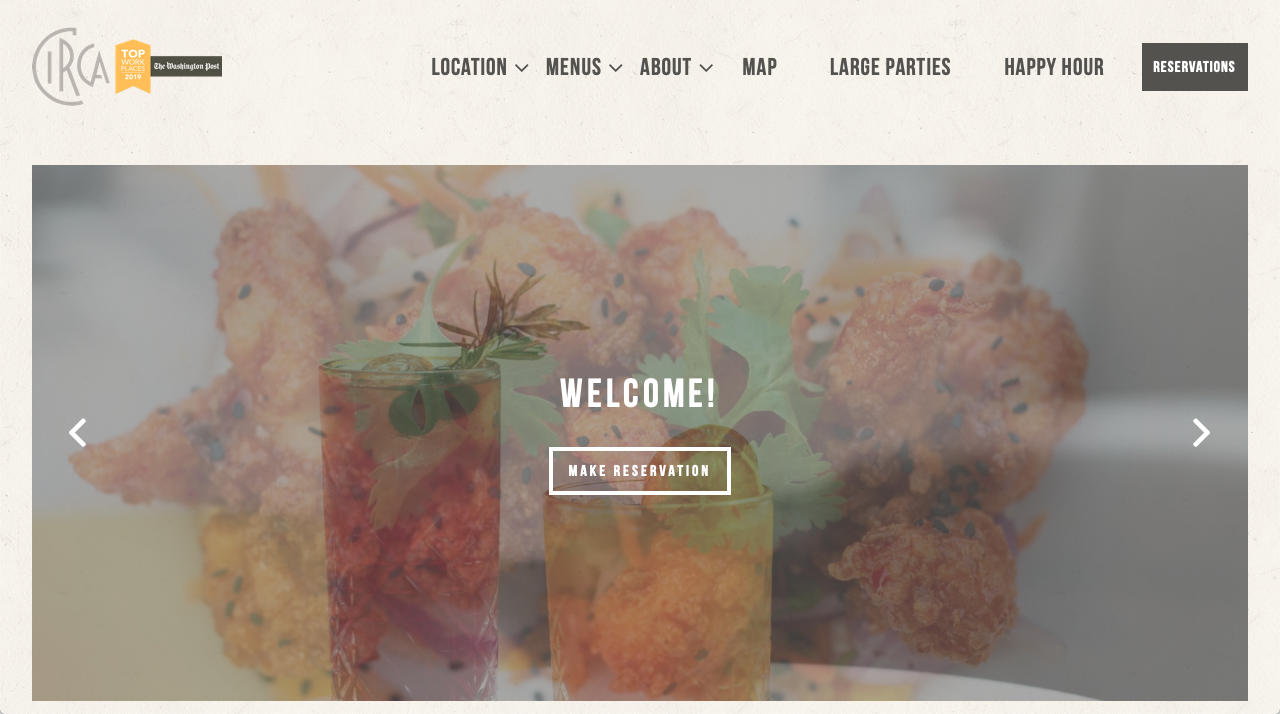 CIRCA
TOP
WORK
PLACES
2019
The Washington Post
LOCATION
MENUS
ABOUT
MAP
LARGE PARTIES
HAPPY HOUR
RESERVATIONS
WELCOME!
MAKE RESERVATION